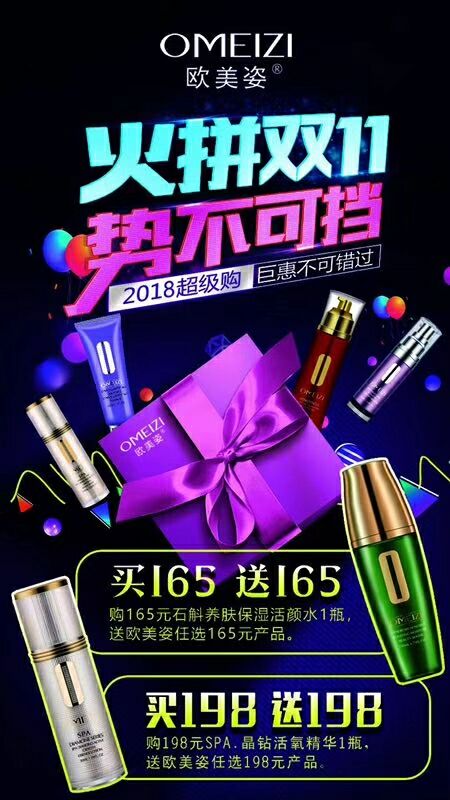 OMEIZI
欧美姿®
火拼双11
势不可挡
2018超级购 巨惠不可错过
OMEIZI
OMEIZI
欧美姿
买165 送165
购165元石斛养肤保湿活颜水1瓶，
送欧美姿任选165元产品。
OMEIZI
买198 送198
购198元SPA.晶钻活氧精华1瓶，
送欧美姿任选198元产品。
SPA
DIAMOND SERIES